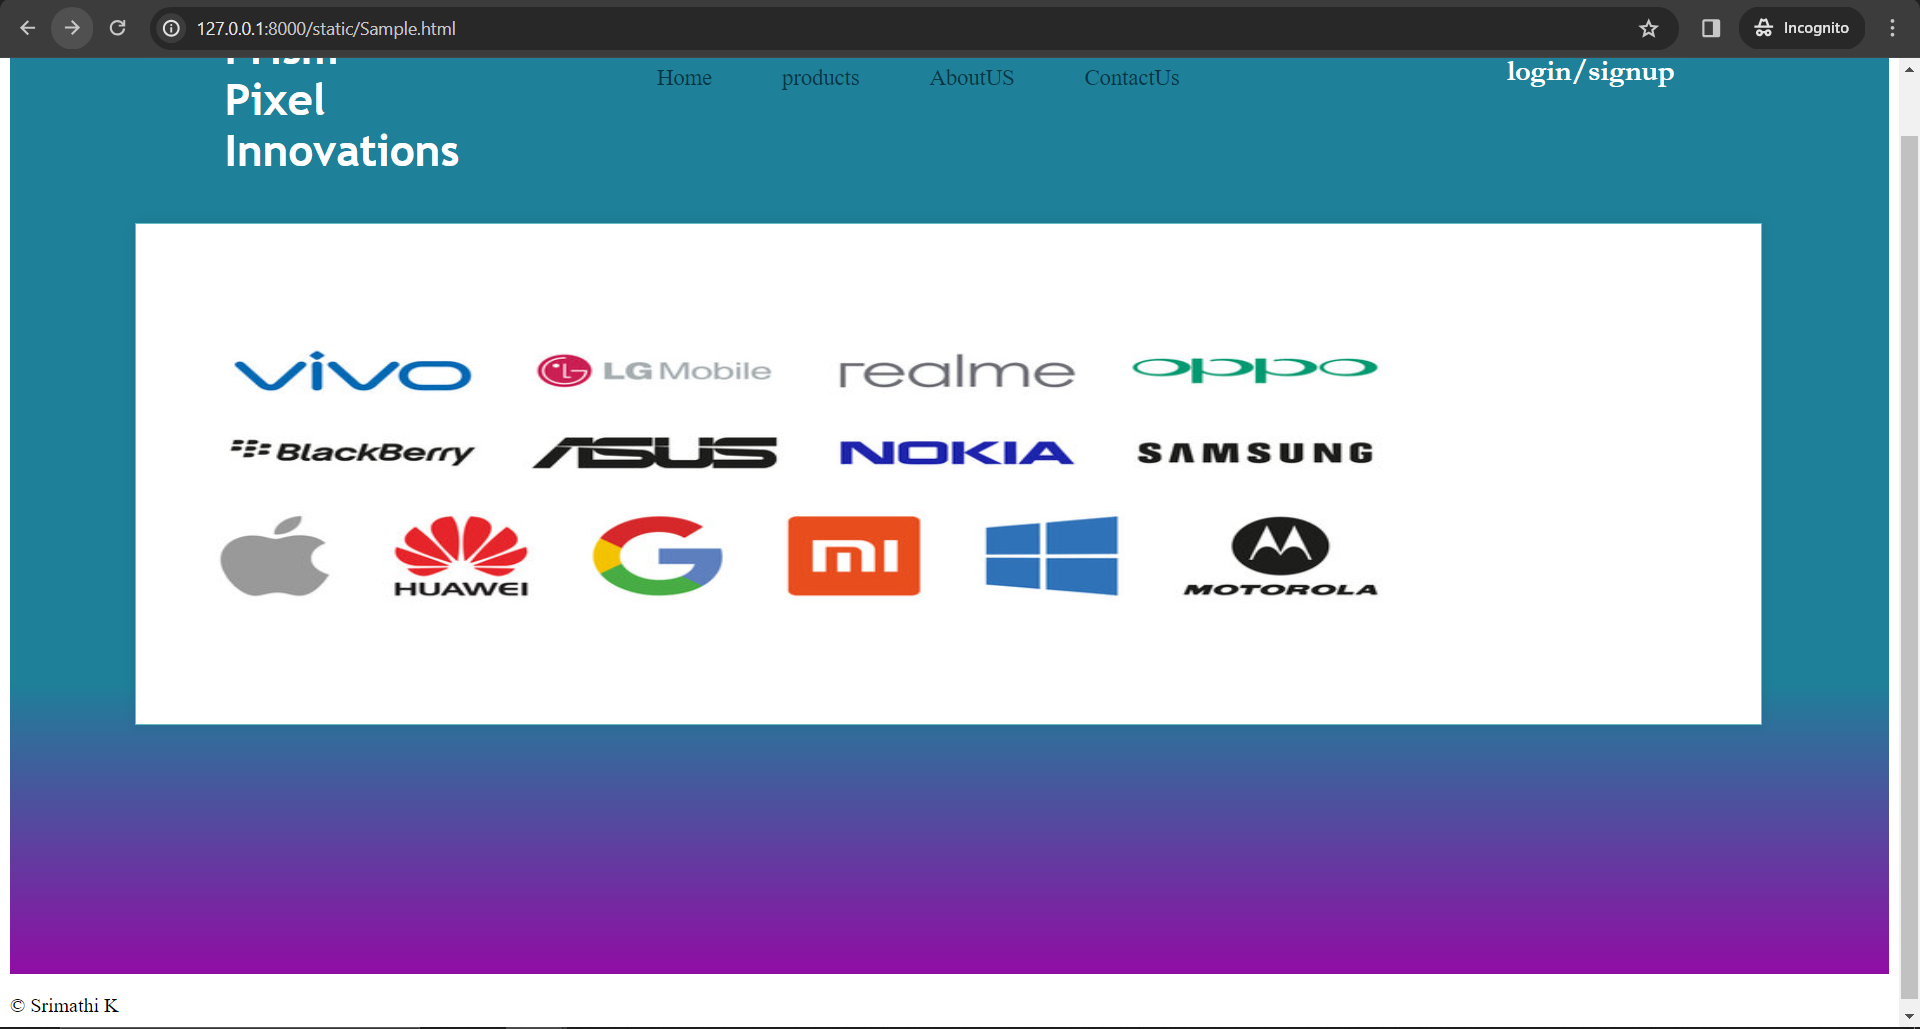 127.0.0.1:8000/static/Sample.html
Incognito
Prism
Pixel
Innovations
Home products AboutUS ContactUs
login/signup
vivo LG Mobile realme oppo
BlackBerry ASUS NOKIA SAMSUNG
HUAWEI G mi MOTOROLA
© Srimathi K